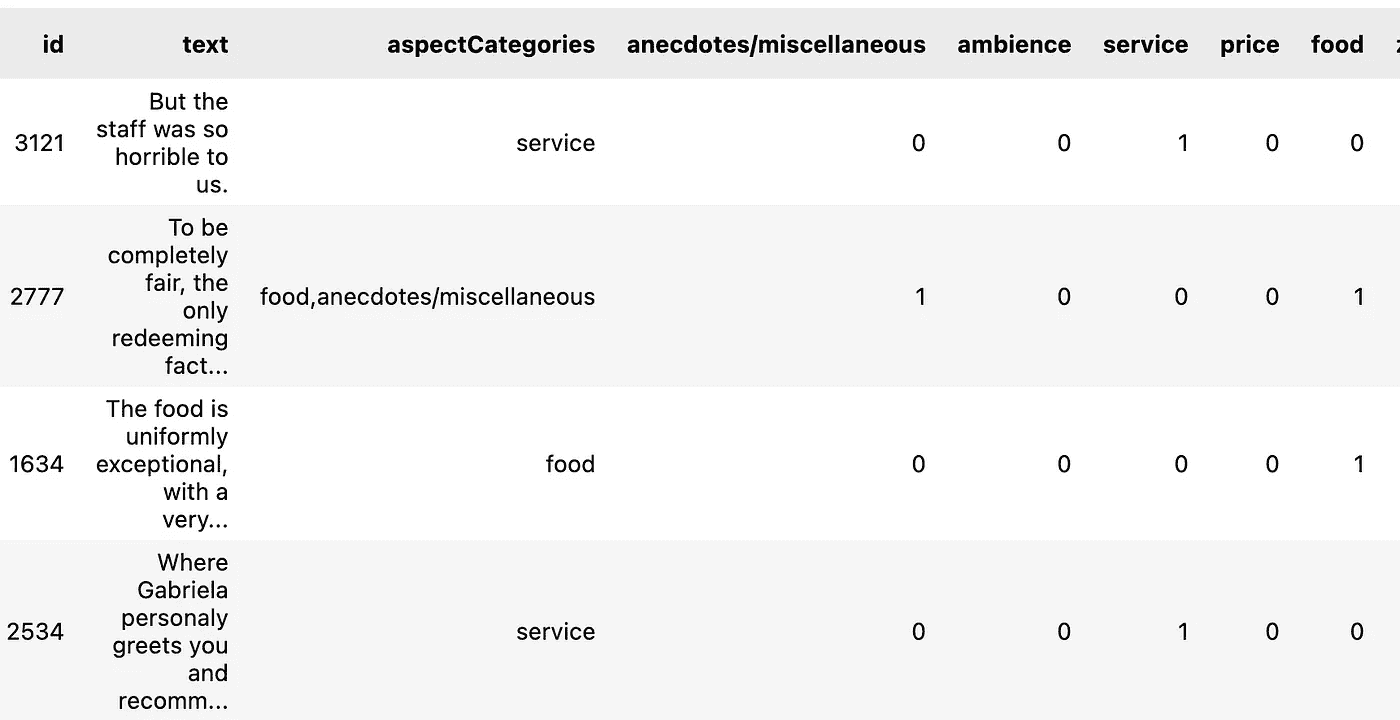 id text aspectCategories anecdotes/miscellaneous ambience service price food
But the
staff was so
3121 horrible to service 0 0 1 0 0
us.
To be
completely
fair, the
2777 only food,anecdotes/miscellaneous 1 0 0 0 1
redeeming
fact...
The food is
uniformly
1634 exceptional, food 0 0 0 0 1
with a
very...
Where
Gabriela
personaly
2534 greets you service 0 0 1 0 0
and
recomm...